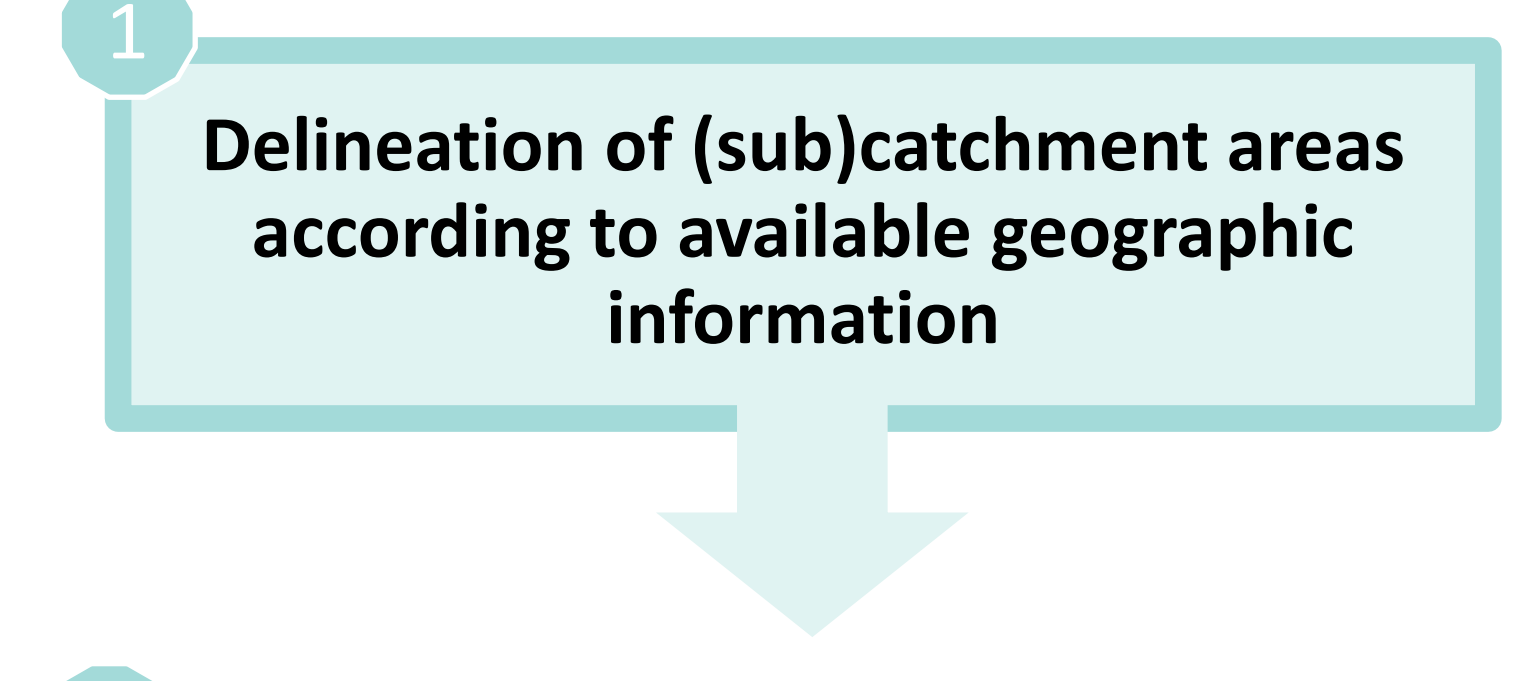 1
Delineation of (sub)catchment areas
according to available geographic
information